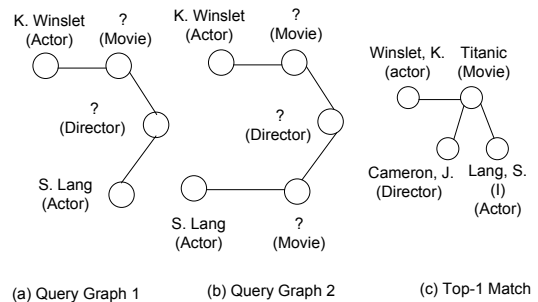 K. Winslet
(Actor)
?
(Movie)
?
(Director)
S. Lang
(Actor)
(a) Query Graph 1
K. Winslet
(Actor)
?
(Movie)
?
(Director)
S. Lang
(Actor)
?
(Movie)
(b) Query Graph 2
Winslet, K.
(actor)
Titanic
(Movie)
Cameron, J.
(Director)
Lang, S.
(I)
(Actor)
(c) Top-1 Match